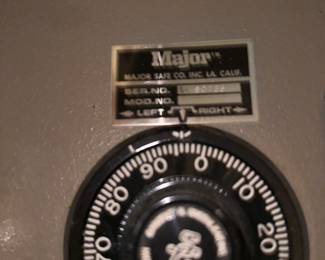 Major TM
MAJOR SAFE CO. INC. LA. CALIF.
SER.NO.
MOD.NO.
LEFT RIGHT
70 80 90 0 10 20